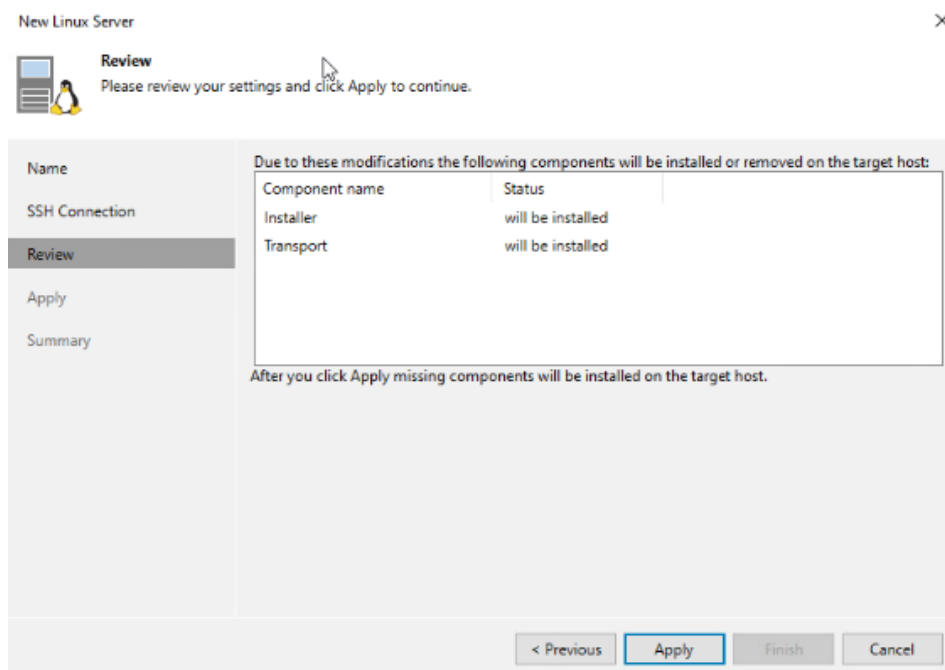 New Linux Server
Review
Please review your settings and click Apply to continue.
Name
SSH Connection
Review
Apply
Summary
Due to these modifications the following components will be installed or removed on the target host:
Component name Status
Installer will be installed
Transport will be installed
After you click Apply missing components will be installed on the target host.
< Previous Apply Finish Cancel